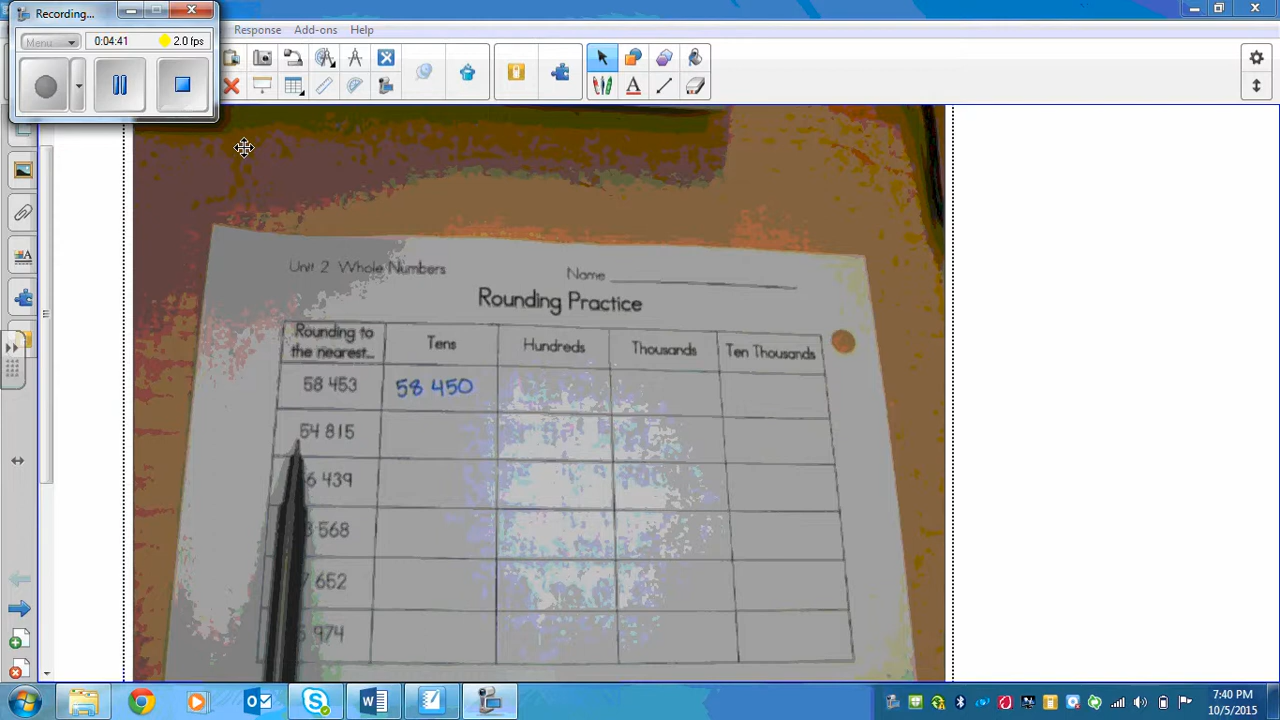 Recording...
Menu
0:04:41
2.0 fps
Response Add-ons Help
Unit 2 Whole Numbers
Name
Rounding Practice
Rounding to the nearest... Tens Hundreds Thousands Ten Thousands
58 453 58 450
54 815
6 439
568
652
974
7:40 PM
10/5/2015